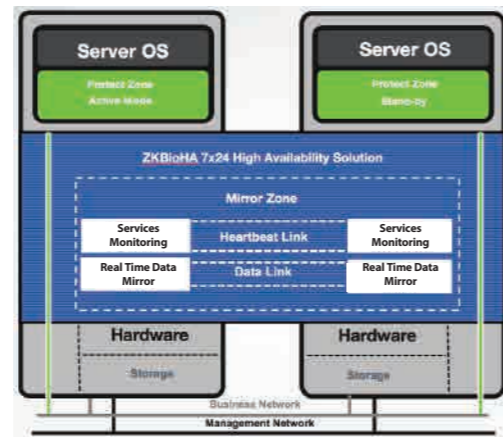 Server OS
Server OS
Protect Zone
Active Mode
Protect Zone
Stand-by
ZKBioHA 7x24 High Availability Solution
Mirror Zone
Services
Monitoring
Heartbeat Link
Services
Monitoring
Real Time Data
Mirror
Data Link
Real Time Data
Mirror
Hardware
Hardware
Storage
Storage
Business Network
Management Network